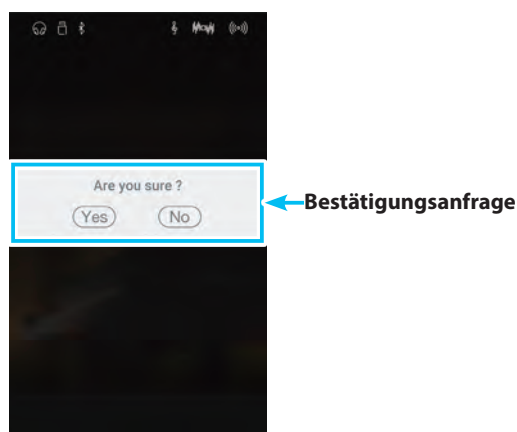 Are you sure ?
Yes No
Bestätigungsanfrage